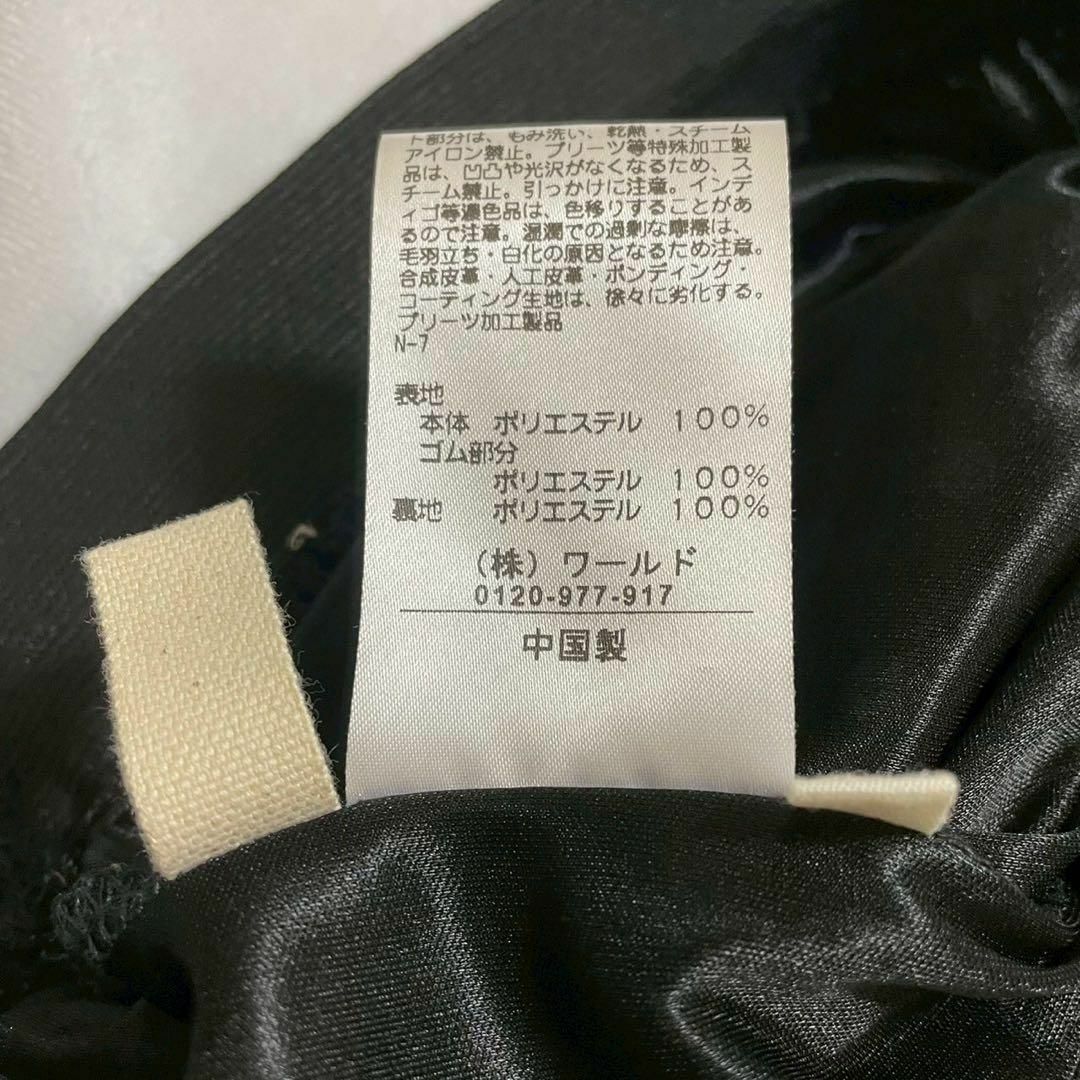 ト部分は、もみ洗い、乾熱・スチーム
アイロン禁止。プリーツ等特殊加工製
品は、凹凸や光沢がなくなるため、ス
チーム禁止。引っかけに注意。インデ
ィゴ等濃色品は、色移りすることがあ
るので注意。湿潤での過剰な摩擦は、
毛羽立ち・白化の原因となるため注意。
合成皮革・人工皮革・ボンディング・
コーティング生地は、徐々に劣化する。
プリーツ加工製品
N-7
表地
本体 ポリエステル 100%
ゴム部分
ポリエステル 100%
裏地 ポリエステル 100%
(株) ワールド
0120-977-917
中国製